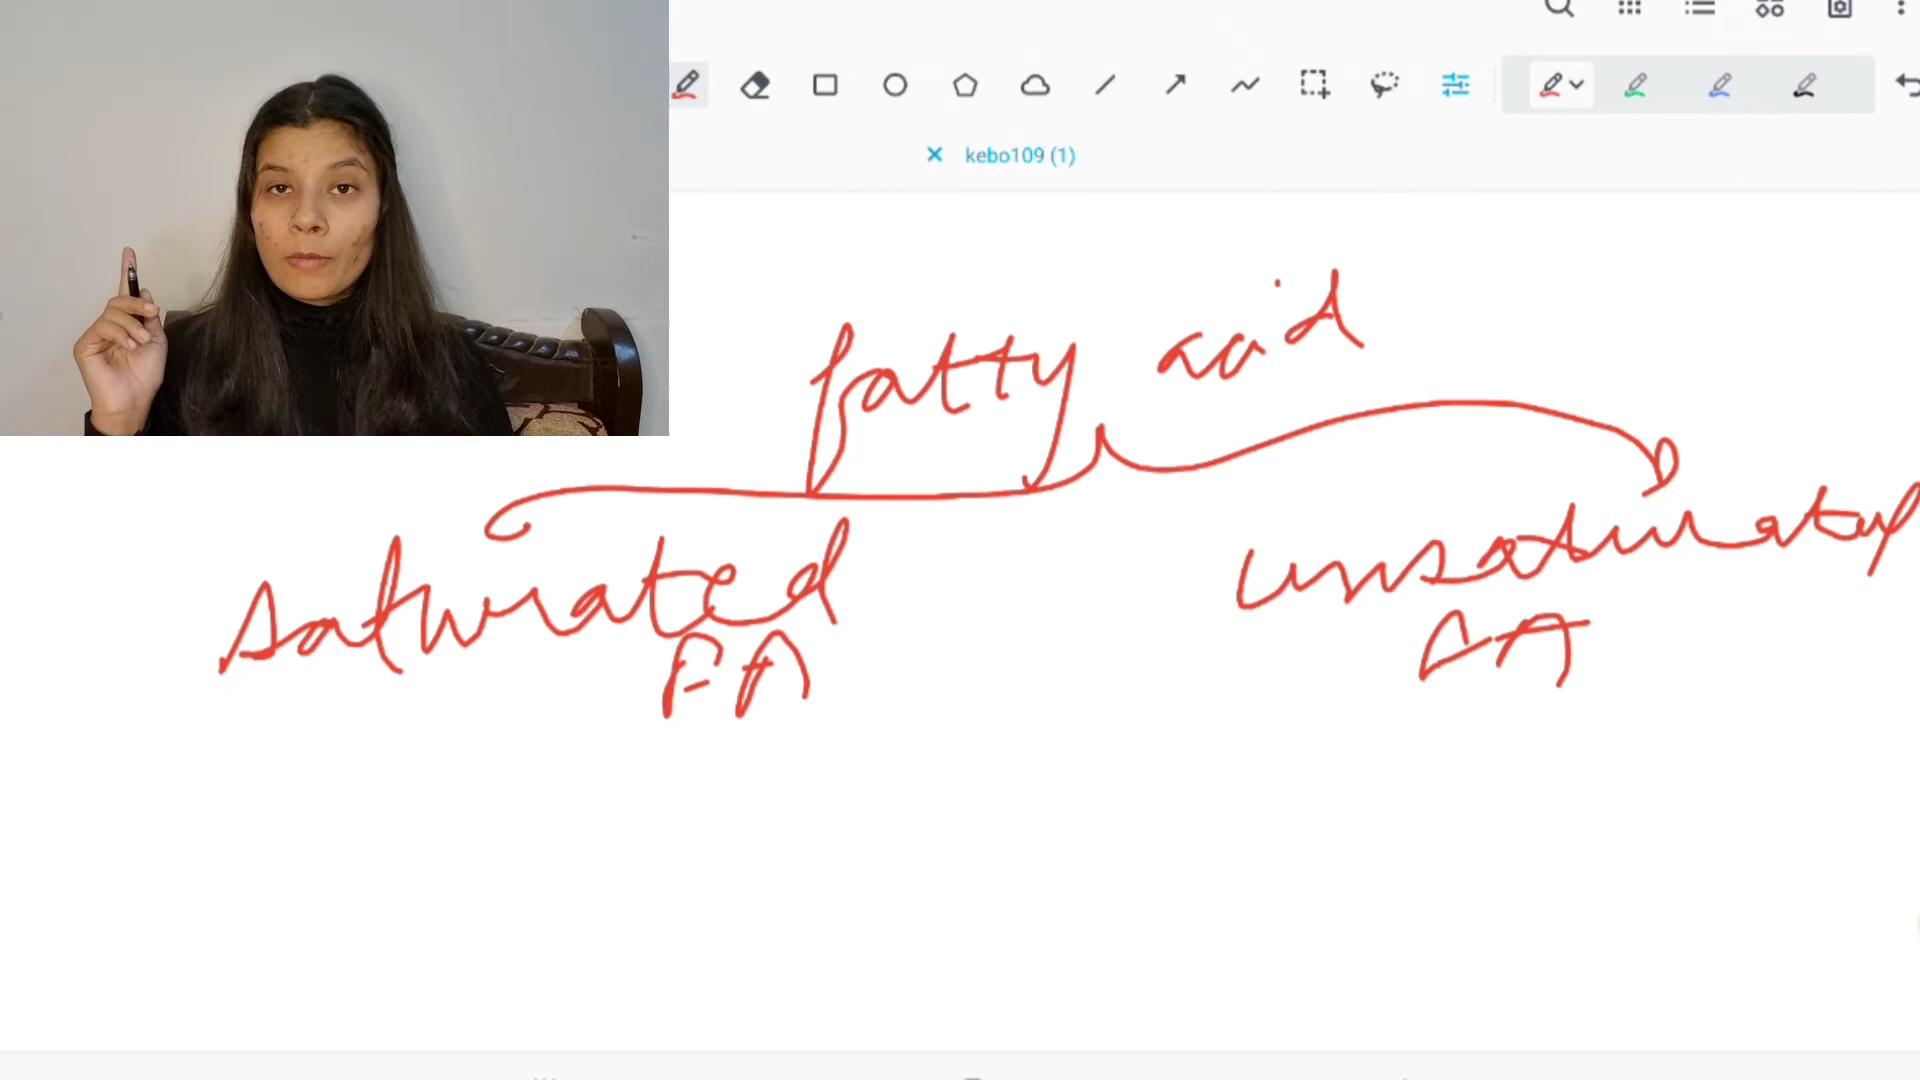 kebo109 (1)
fatty acid
saturated
FA
unsaturated
FA